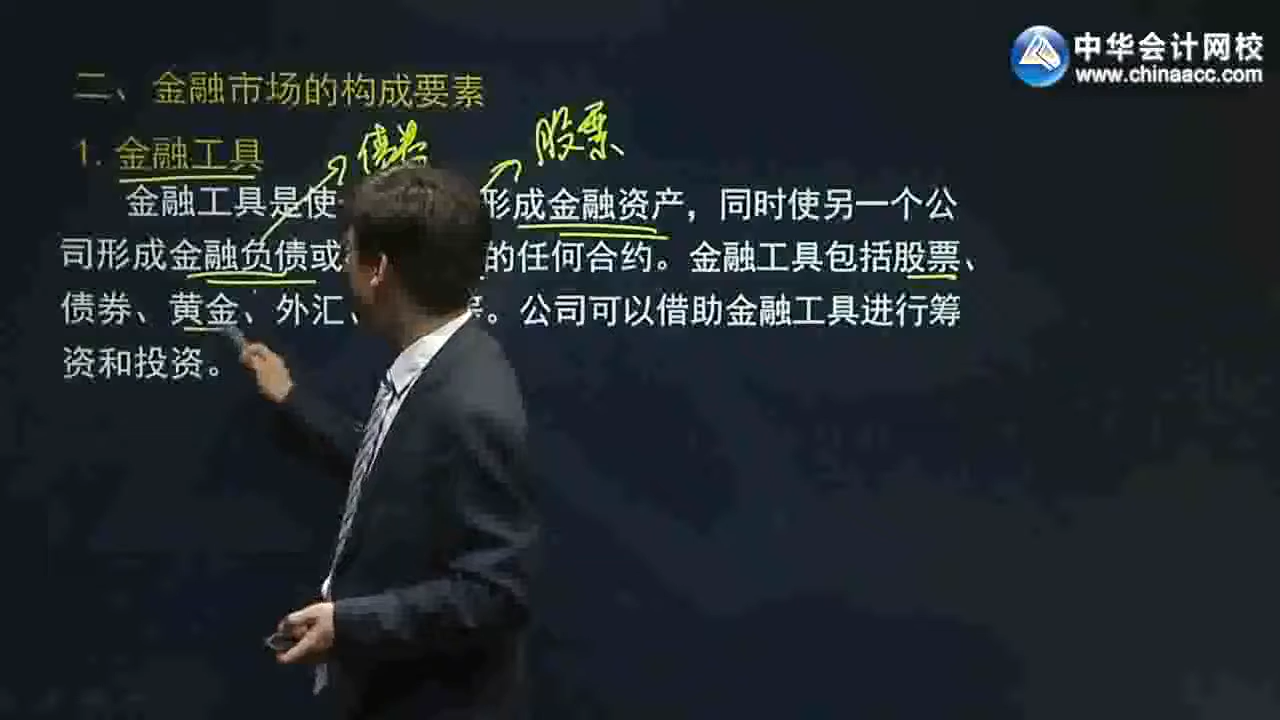 中华会计网校
www.chinaacc.com
二、金融市场的构成要素
1. 金融工具
债券
股票
金融工具是使 形成金融资产，同时使另一个公
司形成金融负债或 的任何合约。金融工具包括股票、
债券、黄金、外汇、 。公司可以借助金融工具进行筹
资和投资。